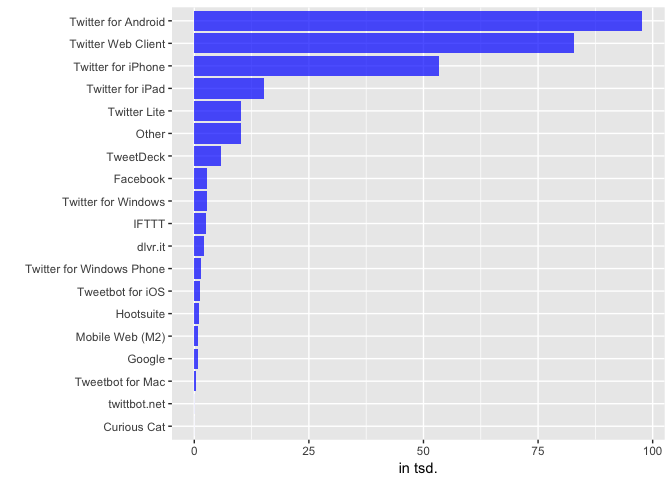 Twitter for Android
Twitter Web Client
Twitter for iPhone
Twitter for iPad
Twitter Lite
Other
TweetDeck
Facebook
Twitter for Windows
IFTTT
dlvr.it
Twitter for Windows Phone
Tweetbot for iOS
Hootsuite
Mobile Web (M2)
Google
Tweetbot for Mac
twittbot.net
Curious Cat
0 25 50 75 100
in tsd.